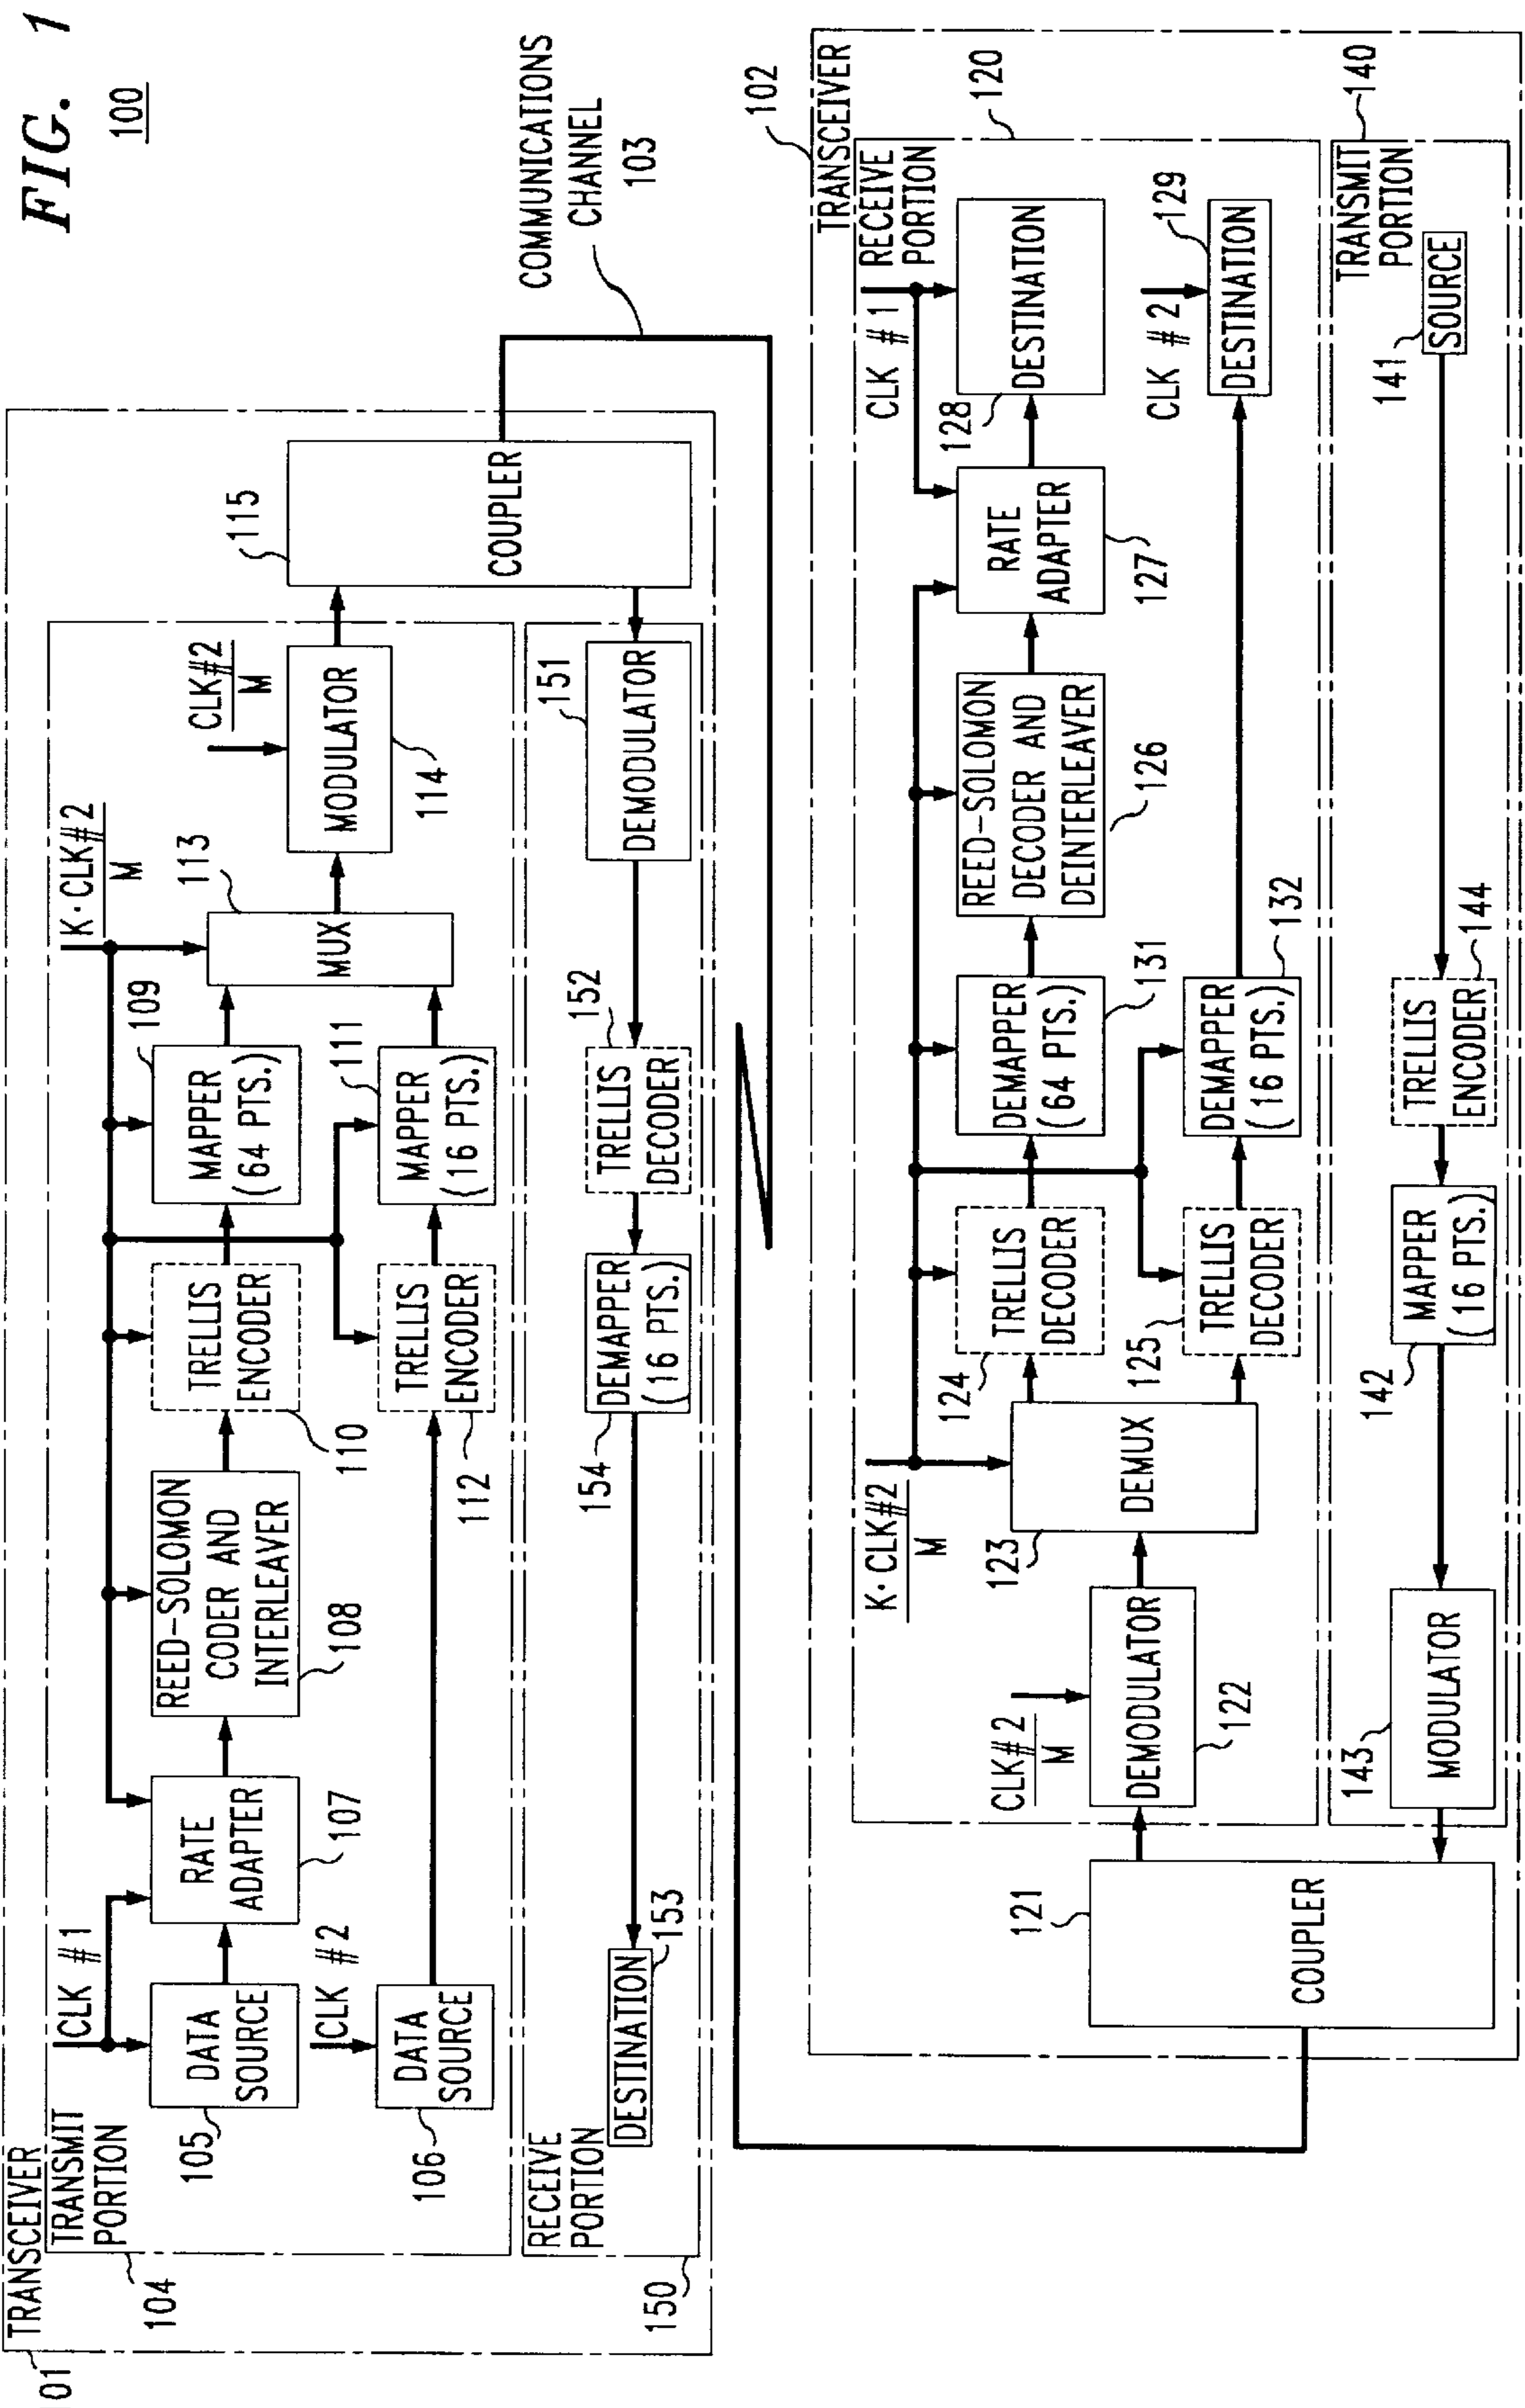 FIG. 1
100
TRANSCEIVER
01
TRANSMIT
PORTION
104
CLK #1
DATA
SOURCE
105
RATE
ADAPTER
107
REED-SOLOMON
CODER AND
INTERLEAVER
108
TRELLIS
ENCODER
110
MAPPER
(64 PTS.)
109
K·CLK#2
M
CLK #2
DATA
SOURCE
106
TRELLIS
ENCODER
112
MAPPER
(16 PTS.)
111
MUX
113
CLK#2
M
MODULATOR
114
COUPLER
115
RECEIVE
PORTION
150
DESTINATION
153
DEMAPPER
(16 PTS.)
154
TRELLIS
DECODER
152
DEMODULATOR
151
COMMUNICATIONS
CHANNEL
103
102
TRANSCEIVER
RECEIVE
PORTION
120
COUPLER
121
CLK#2
M
DEMODULATOR
122
K·CLK#2
M
DEMUX
123
TRELLIS
DECODER
124
DEMAPPER
(64 PTS.)
131
REED-SOLOMON
DECODER AND
DEINTERLEAVER
126
RATE
ADAPTER
127
CLK #1
DESTINATION
128
TRELLIS
DECODER
125
DEMAPPER
(16 PTS.)
132
CLK #2
DESTINATION
129
TRANSMIT
PORTION
140
MODULATOR
143
MAPPER
(16 PTS.)
142
TRELLIS
ENCODER
144
SOURCE
141